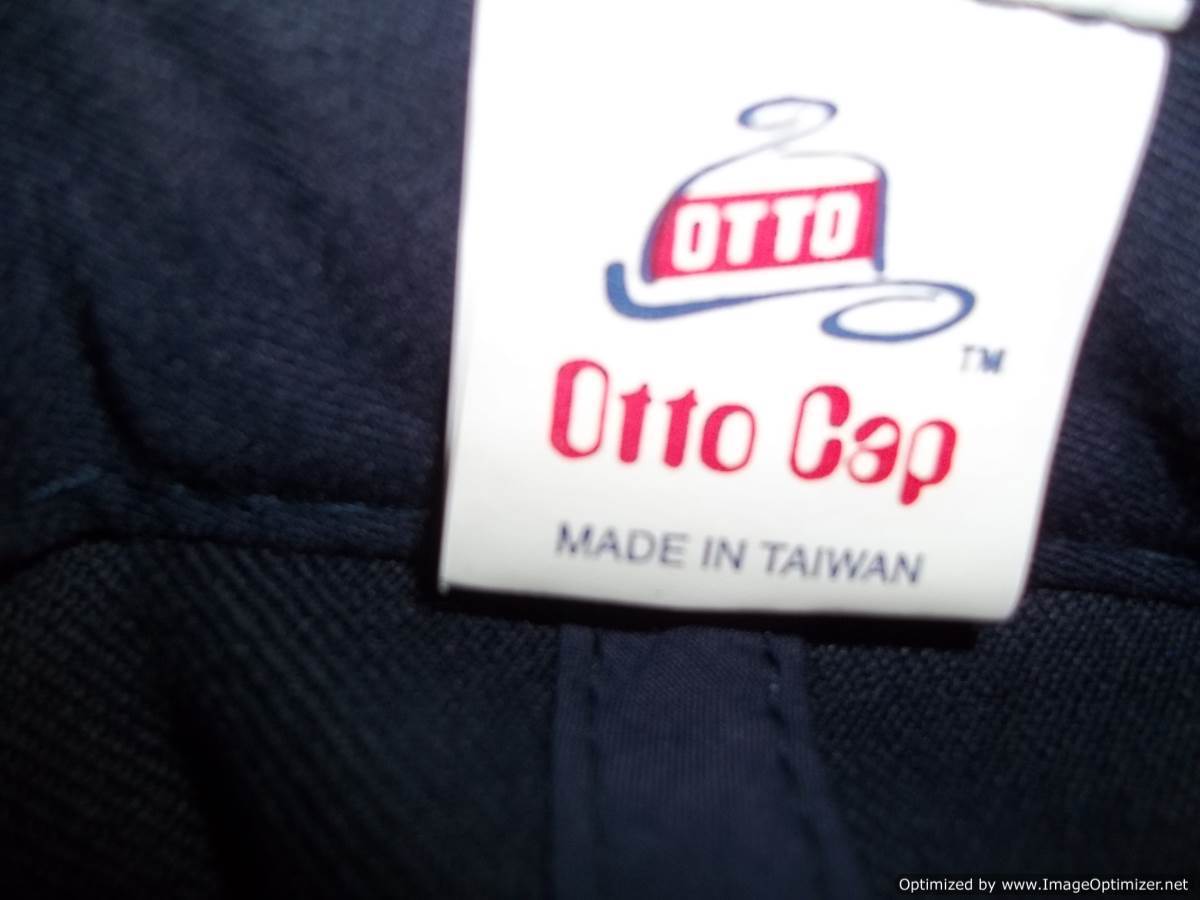 OTTO
TM
Otto Cap
MADE IN TAIWAN
Optimized by www.ImageOptimizer.net